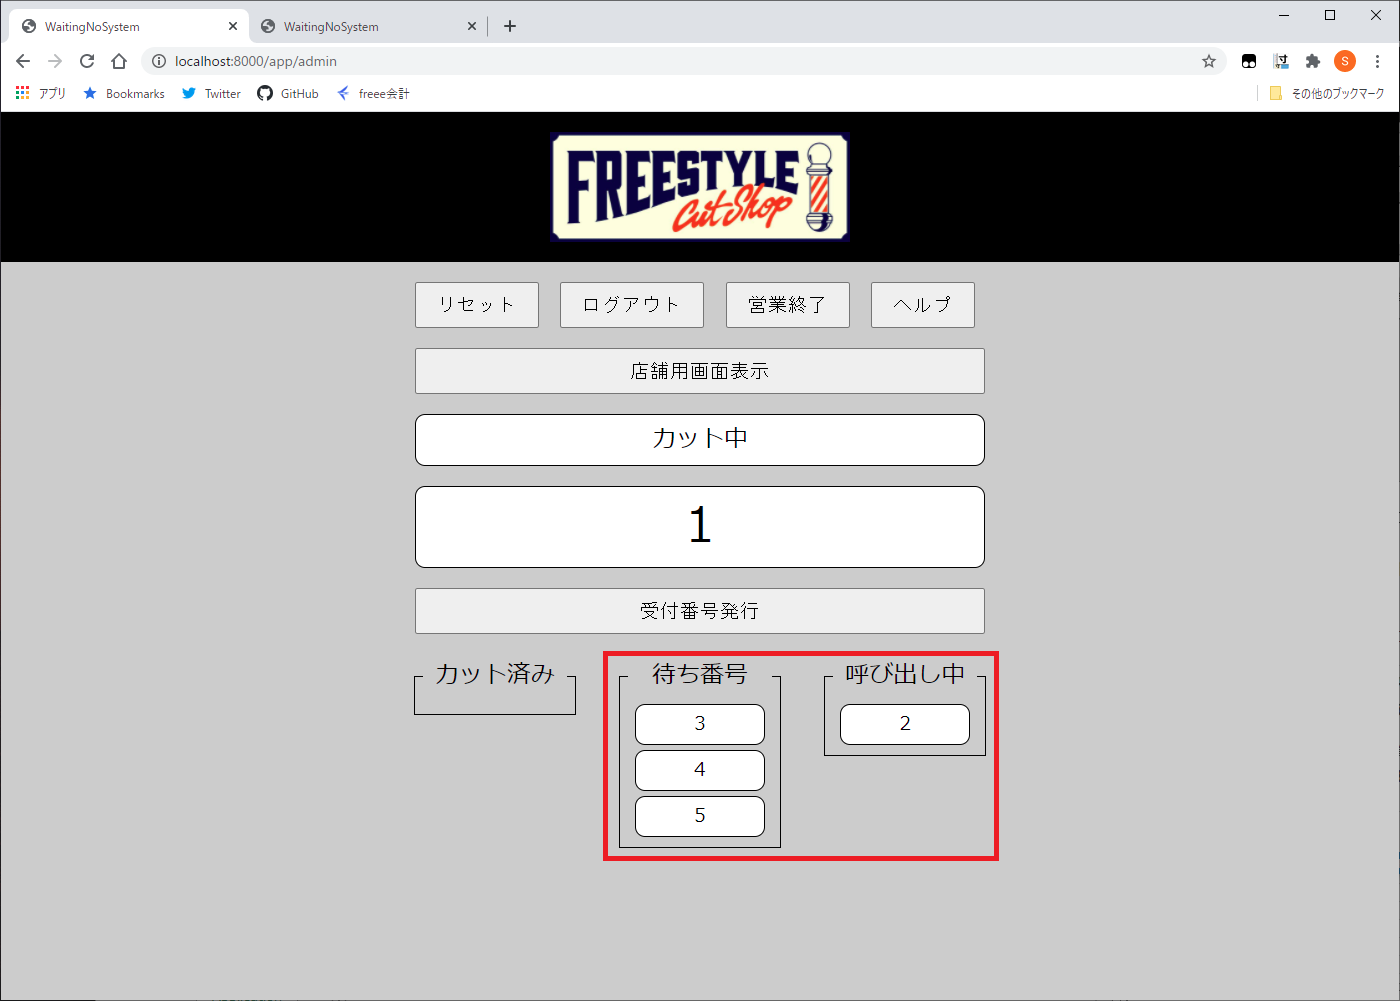 WaitingNoSystem
WaitingNoSystem
localhost:8000/app/admin
S
アプリ
Bookmarks
Twitter
GitHub
freee会計
その他のブックマーク
FREESTYLE
Cut Shop
リセット
ログアウト
営業終了
ヘルプ
店舗用画面表示
カット中
1
受付番号発行
カット済み
待ち番号
3
4
5
呼び出し中
2